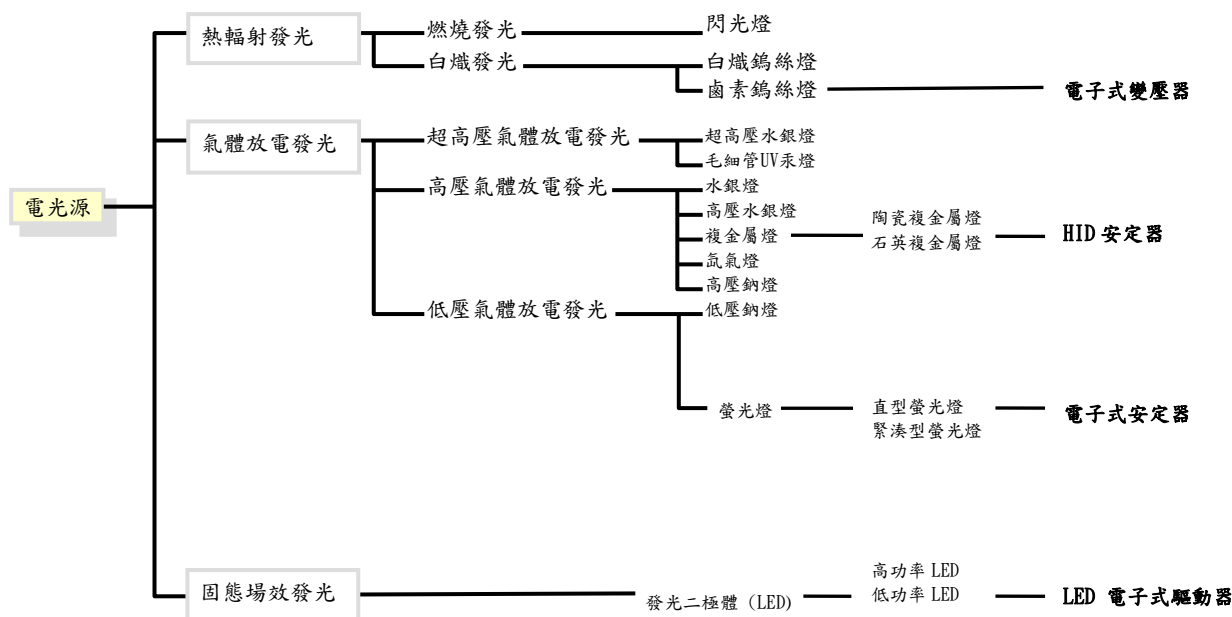 熱輻射發光
燃燒發光
閃光燈
白熾發光
白熾鎢絲燈
鹵素鎢絲燈
電子式變壓器
氣體放電發光
超高壓氣體放電發光
超高壓水銀燈
毛細管UV汞燈
高壓氣體放電發光
水銀燈
電光源
高壓水銀燈
陶瓷複金屬燈
複金屬燈
石英複金屬燈
HID 安定器
氙氣燈
高壓鈉燈
低壓氣體放電發光
低壓鈉燈
螢光燈
直型螢光燈
緊湊型螢光燈
電子式安定器
固態場效發光
發光二極體 (LED)
高功率 LED
低功率 LED
LED 電子式驅動器